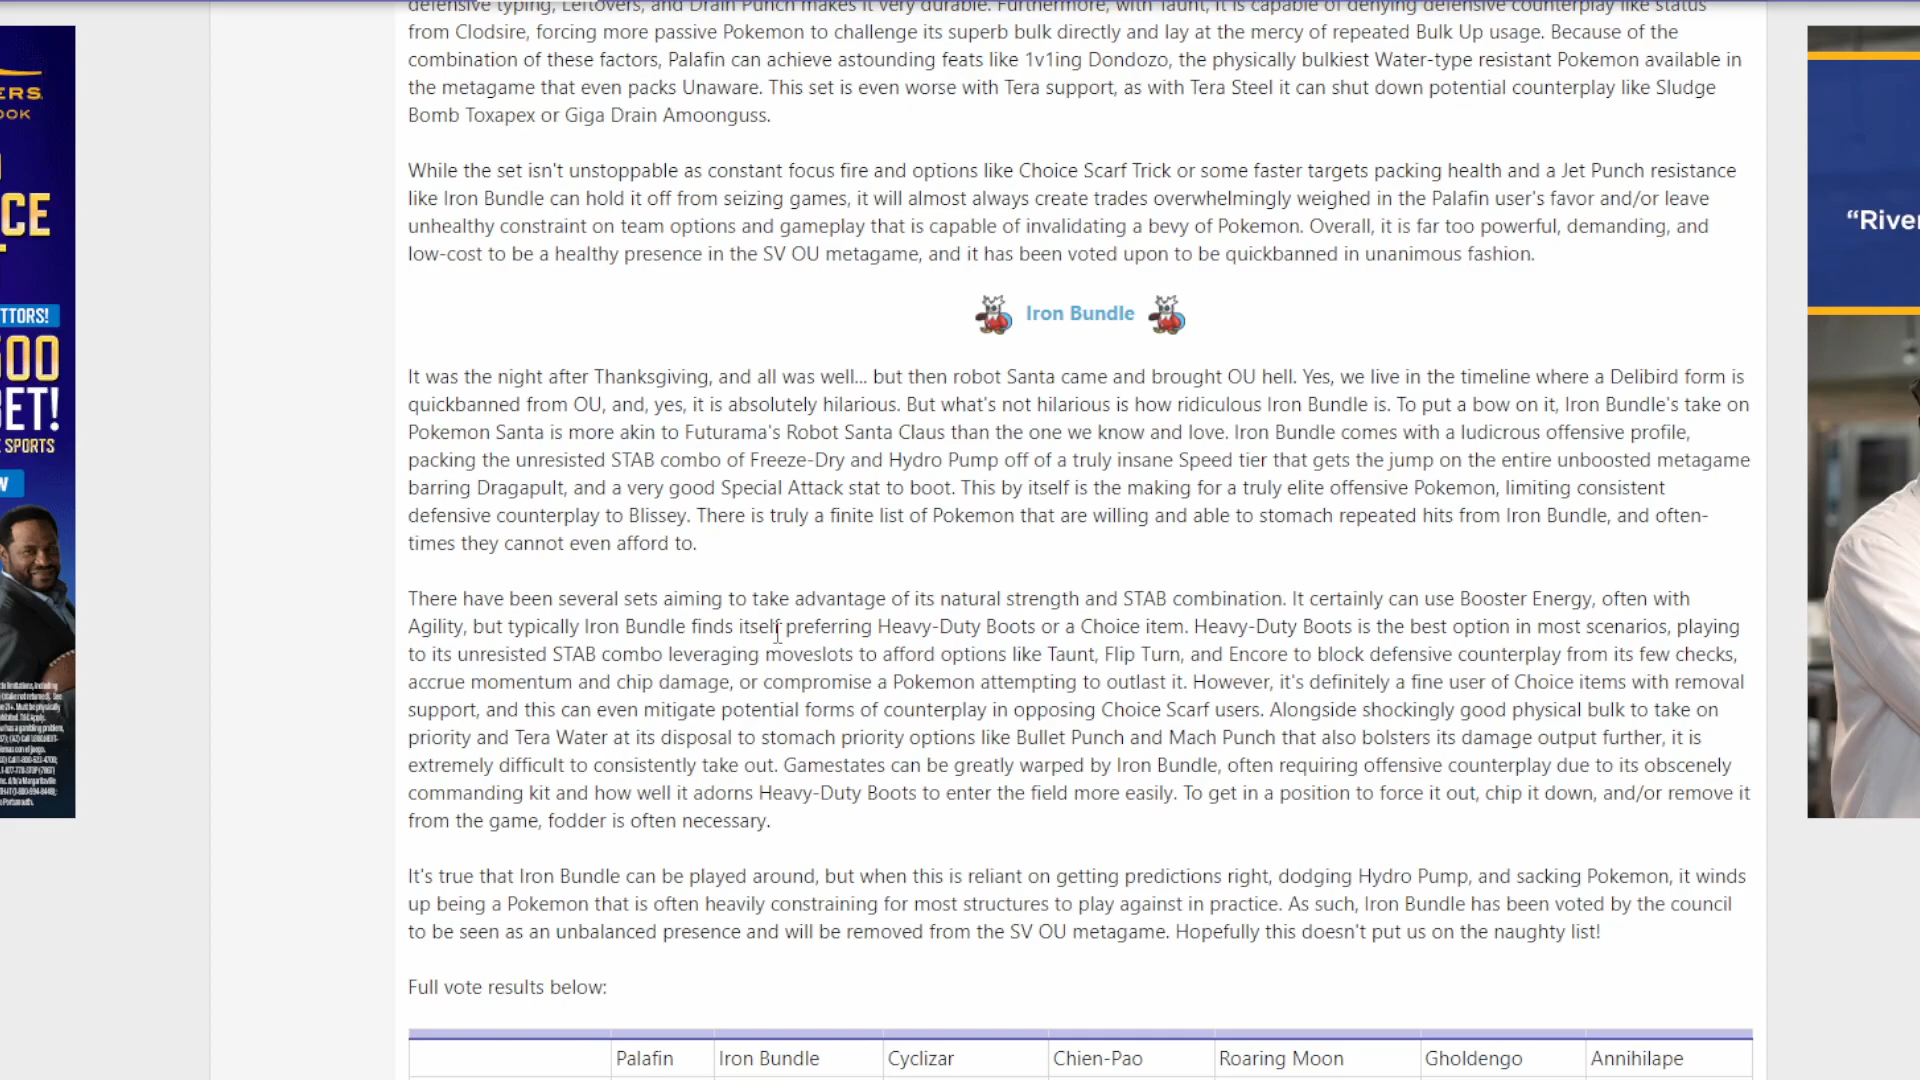 defensive typing, Leftovers, and Drain Punch makes it very durable. Furthermore, with Taunt, it is capable of denying defensive counterplay like status
from Clodsire, forcing more passive Pokemon to challenge its superb bulk directly and lay at the mercy of repeated Bulk Up usage. Because of the
combination of these factors, Palafin can achieve astounding feats like 1v1ing Dondozo, the physically bulkiest Water-type resistant Pokemon available in
the metagame that even packs Unaware. This set is even worse with Tera support, as with Tera Steel it can shut down potential counterplay like Sludge
Bomb Toxapex or Giga Drain Amoonguss.
While the set isn't unstoppable as constant focus fire and options like Choice Scarf Trick or some faster targets packing health and a Jet Punch resistance
like Iron Bundle can hold it off from seizing games, it will almost always create trades overwhelmingly weighed in the Palafin user's favor and/or leave
unhealthy constraint on team options and gameplay that is capable of invalidating a bevy of Pokemon. Overall, it is far too powerful, demanding, and
low-cost to be a healthy presence in the SV OU metagame, and it has been voted upon to be quickbanned in unanimous fashion.
Iron Bundle
It was the night after Thanksgiving, and all was well... but then robot Santa came and brought OU hell. Yes, we live in the timeline where a Delibird form is
quickbanned from OU, and, yes, it is absolutely hilarious. But what's not hilarious is how ridiculous Iron Bundle is. To put a bow on it, Iron Bundle's take on
Pokemon Santa is more akin to Futurama's Robot Santa Claus than the one we know and love. Iron Bundle comes with a ludicrous offensive profile,
packing the unresisted STAB combo of Freeze-Dry and Hydro Pump off of a truly insane Speed tier that gets the jump on the entire unboosted metagame
barring Dragapult, and a very good Special Attack stat to boot. This by itself is the making for a truly elite offensive Pokemon, limiting consistent
defensive counterplay to Blissey. There is truly a finite list of Pokemon that are willing and able to stomach repeated hits from Iron Bundle, and often-
times they cannot even afford to.
There have been several sets aiming to take advantage of its natural strength and STAB combination. It certainly can use Booster Energy, often with
Agility, but typically Iron Bundle finds itself preferring Heavy-Duty Boots or a Choice item. Heavy-Duty Boots is the best option in most scenarios, playing
to its unresisted STAB combo leveraging moveslots to afford options like Taunt, Flip Turn, and Encore to block defensive counterplay from its few checks,
accrue momentum and chip damage, or compromise a Pokemon attempting to outlast it. However, it's definitely a fine user of Choice items with removal
support, and this can even mitigate potential forms of counterplay in opposing Choice Scarf users. Alongside shockingly good physical bulk to take on
priority and Tera Water at its disposal to stomach priority options like Bullet Punch and Mach Punch that also bolsters its damage output further, it is
extremely difficult to consistently take out. Gamestates can be greatly warped by Iron Bundle, often requiring offensive counterplay due to its obscenely
commanding kit and how well it adorns Heavy-Duty Boots to enter the field more easily. To get in a position to force it out, chip it down, and/or remove it
from the game, fodder is often necessary.
It's true that Iron Bundle can be played around, but when this is reliant on getting predictions right, dodging Hydro Pump, and sacking Pokemon, it winds
up being a Pokemon that is often heavily constraining for most structures to play against in practice. As such, Iron Bundle has been voted by the council
to be seen as an unbalanced presence and will be removed from the SV OU metagame. Hopefully this doesn't put us on the naughty list!
Full vote results below:
Palafin Iron Bundle Cyclizar Chien-Pao Roaring Moon Gholdengo Annihilape
ERS
OOK
CE
TTORS!
500
BET!
SPORTS
W
“River